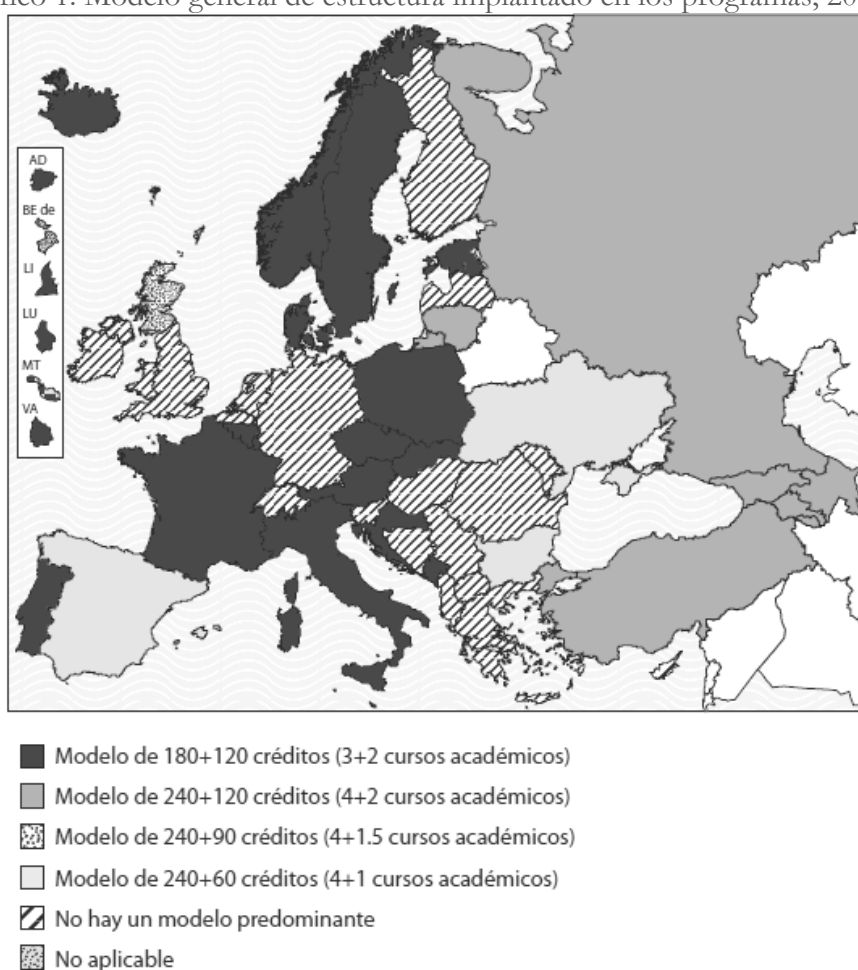 1. Modelo general de estructura implantado en los programas, 20
AD
BE de
LI
LU
MT
VA
Modelo de 180+120 créditos (3+2 cursos académicos)
Modelo de 240+120 créditos (4+2 cursos académicos)
Modelo de 240+90 créditos (4+1.5 cursos académicos)
Modelo de 240+60 créditos (4+1 cursos académicos)
No hay un modelo predominante
No aplicable